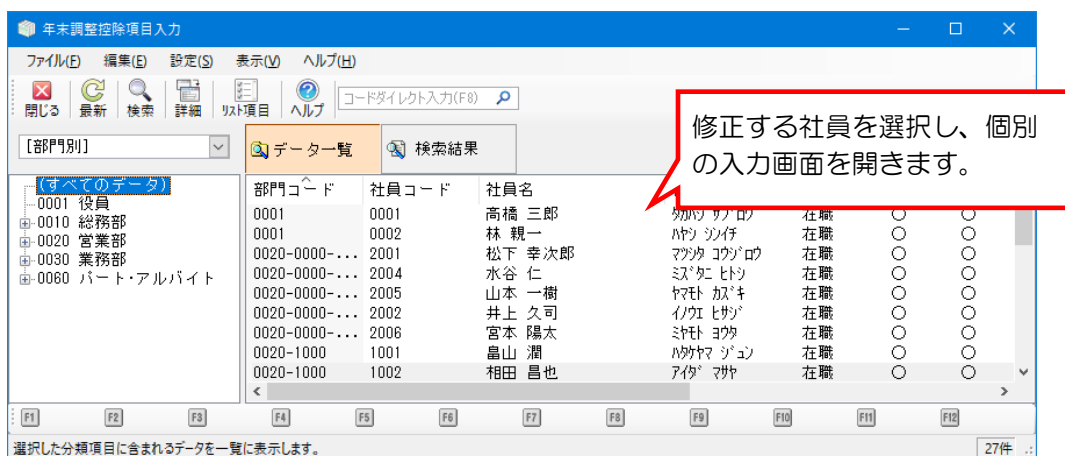 年末調整控除項目入力
ファイル(F) 編集(E) 設定(S) 表示(V) ヘルプ(H)
閉じる 最新 検索 詳細 リスト項目 ヘルプ コードダイレクト入力(F8)
修正する社員を選択し、個別
の入力画面を開きます。
[部門別] データ一覧 検索結果
(すべてのデータ)
0001 役員
0010 総務部
0020 営業部
0030 業務部
0060 パート・アルバイト
部門コード 社員コード 社員名
0001 0001 高橋 三郎 ﾀｶﾊｼ ｻﾌﾞﾛｳ 在職 ○ ○
0001 0002 林 親一 ﾊﾔｼ ｼﾝｲﾁ 在職 ○ ○
0020-0000-... 2001 松下 幸次郎 ﾏﾂｼﾀ ｺｳｼﾞﾛｳ 在職 ○ ○
0020-0000-... 2004 水谷 仁 ﾐｽﾞﾀﾆ ﾋﾄｼ 在職 ○ ○
0020-0000-... 2005 山本 一樹 ﾔﾏﾓﾄ ｶｽﾞｷ 在職 ○ ○
0020-0000-... 2002 井上 久司 ｲﾉｳｴ ﾋｻｼﾞ 在職 ○ ○
0020-0000-... 2006 宮本 陽太 ﾐﾔﾓﾄ ﾖｳﾀ 在職 ○ ○
0020-1000 1001 畠山 潤 ﾊﾀｹﾔﾏ ｼﾞｭﾝ 在職 ○ ○
0020-1000 1002 相田 昌也 ｱｲﾀﾞ ﾏｻﾔ 在職 ○ ○
F1 F2 F3 F4 F5 F6 F7 F8 F9 F10 F11 F12
選択した分類項目に含まれるデータを一覧に表示します。 27件